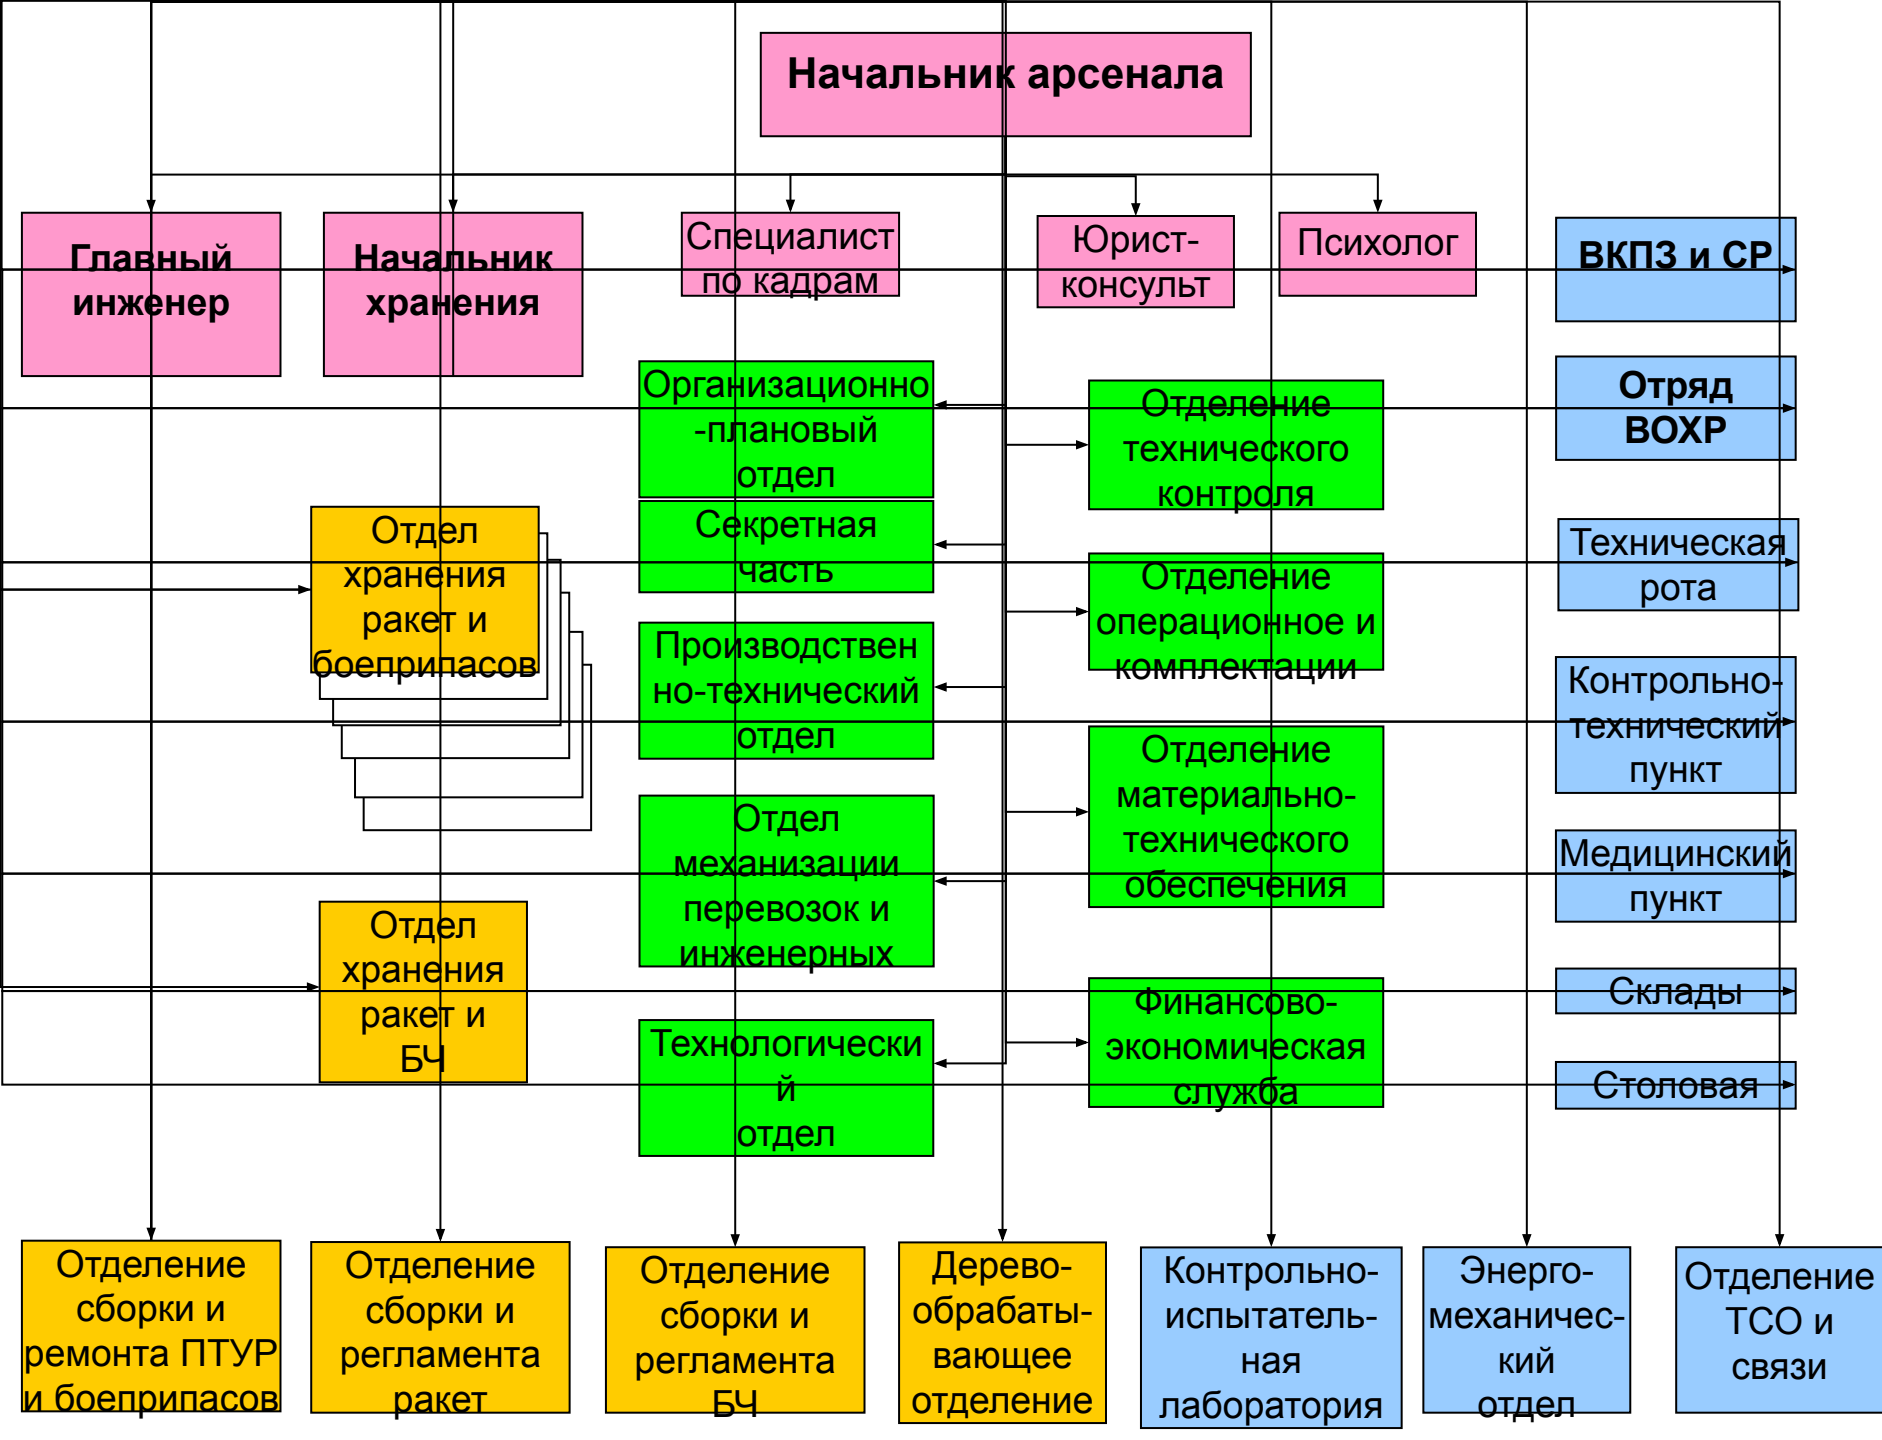 Начальник арсенала
Главный
инженер
Начальник
хранения
Специалист
по кадрам
Юрист-
консульт
Психолог
ВКПЗ и СР
Организационно
-плановый
отдел
Отделение
технического
контроля
Отряд
ВОХР
Отдел
хранения
ракет и
боеприпасов
Секретная
часть
Отделение
операционное и
комплектации
Техническая
рота
Производствен
но-технический
отдел
Контрольно-
технический
пункт
Отдел
механизации
перевозок и
инженерных
Отделение
материально-
технического
обеспечения
Медицинский
пункт
Отдел
хранения
ракет и
БЧ
Финансово-
экономическая
служба
Склады
Технологически
й
отдел
Столовая
Отделение
сборки и
ремонта ПТУР
и боеприпасов
Отделение
сборки и
регламента
ракет
Отделение
сборки и
регламента
БЧ
Дерево-
обрабаты-
вающее
отделение
Контрольно-
испытатель-
ная
лаборатория
Энерго-
механичес-
кий
отдел
Отделение
ТСО и
связи